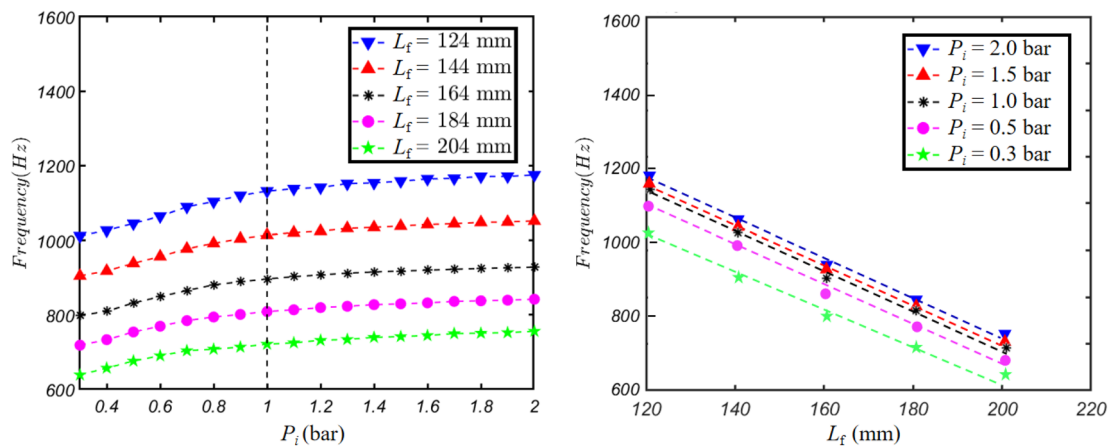 1600
1400
1200
1000
800
600
Frequency(Hz)
L_f = 124 mm
L_f = 144 mm
L_f = 164 mm
L_f = 184 mm
L_f = 204 mm
0.4 0.6 0.8 1 1.2 1.4 1.6 1.8 2
P_i (bar)
1600
1400
1200
1000
800
600
Frequency(Hz)
P_i = 2.0 bar
P_i = 1.5 bar
P_i = 1.0 bar
P_i = 0.5 bar
P_i = 0.3 bar
120 140 160 180 200 220
L_f (mm)